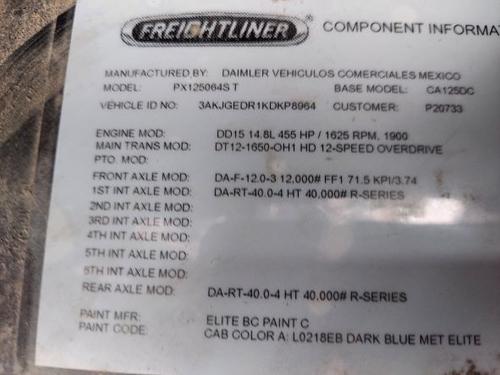 FREIGHTLINER COMPONENT INFORMA
MANUFACTURED BY: DAIMLER VEHICULOS COMERCIALES MEXICO
MODEL: PX125064S T BASE MODEL: CA125DC
VEHICLE ID NO: 3AKJGEDR1KDKP8964 CUSTOMER: P20733
ENGINE MOD: DD15 14.8L 455 HP / 1625 RPM, 1900
MAIN TRANS MOD: DT12-1650-OH1 HD 12-SPEED OVERDRIVE
PTO. MOD:
FRONT AXLE MOD: DA-F-12.0-3 12,000# FF1 71.5 KPI/3.74
1ST INT AXLE MOD: DA-RT-40.0-4 HT 40,000# R-SERIES
2ND INT AXLE MOD:
3RD INT AXLE MOD:
4TH INT AXLE MOD:
5TH INT AXLE MOD:
6TH INT AXLE MOD:
REAR AXLE MOD: DA-RT-40.0-4 HT 40,000# R-SERIES
PAINT MFR: ELITE BC PAINT C
PAINT CODE: CAB COLOR A: L0218EB DARK BLUE MET ELITE